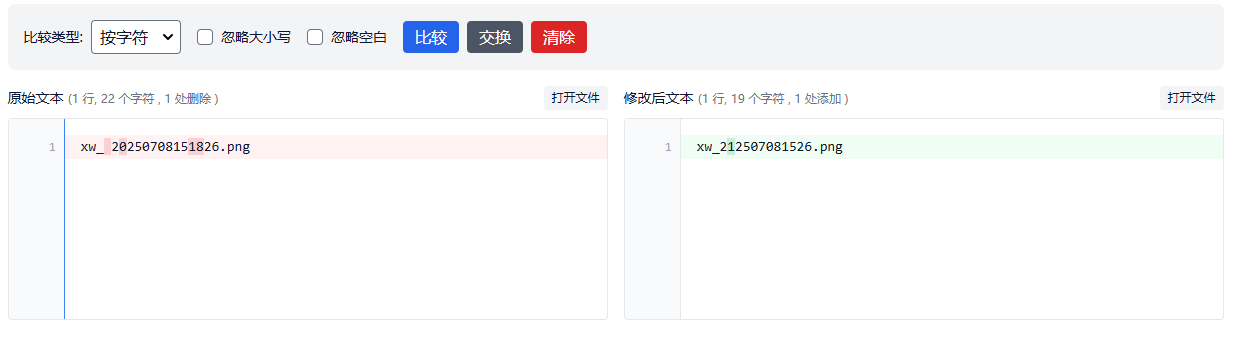 比较类型: 按字符 忽略大小写 忽略空白 比较 交换 清除
原始文本 (1 行, 22 个字符 , 1 处删除 ) 打开文件
1 xw_ 20250708151826.png
修改后文本 (1 行, 19 个字符 , 1 处添加 ) 打开文件
1 xw_212507081526.png